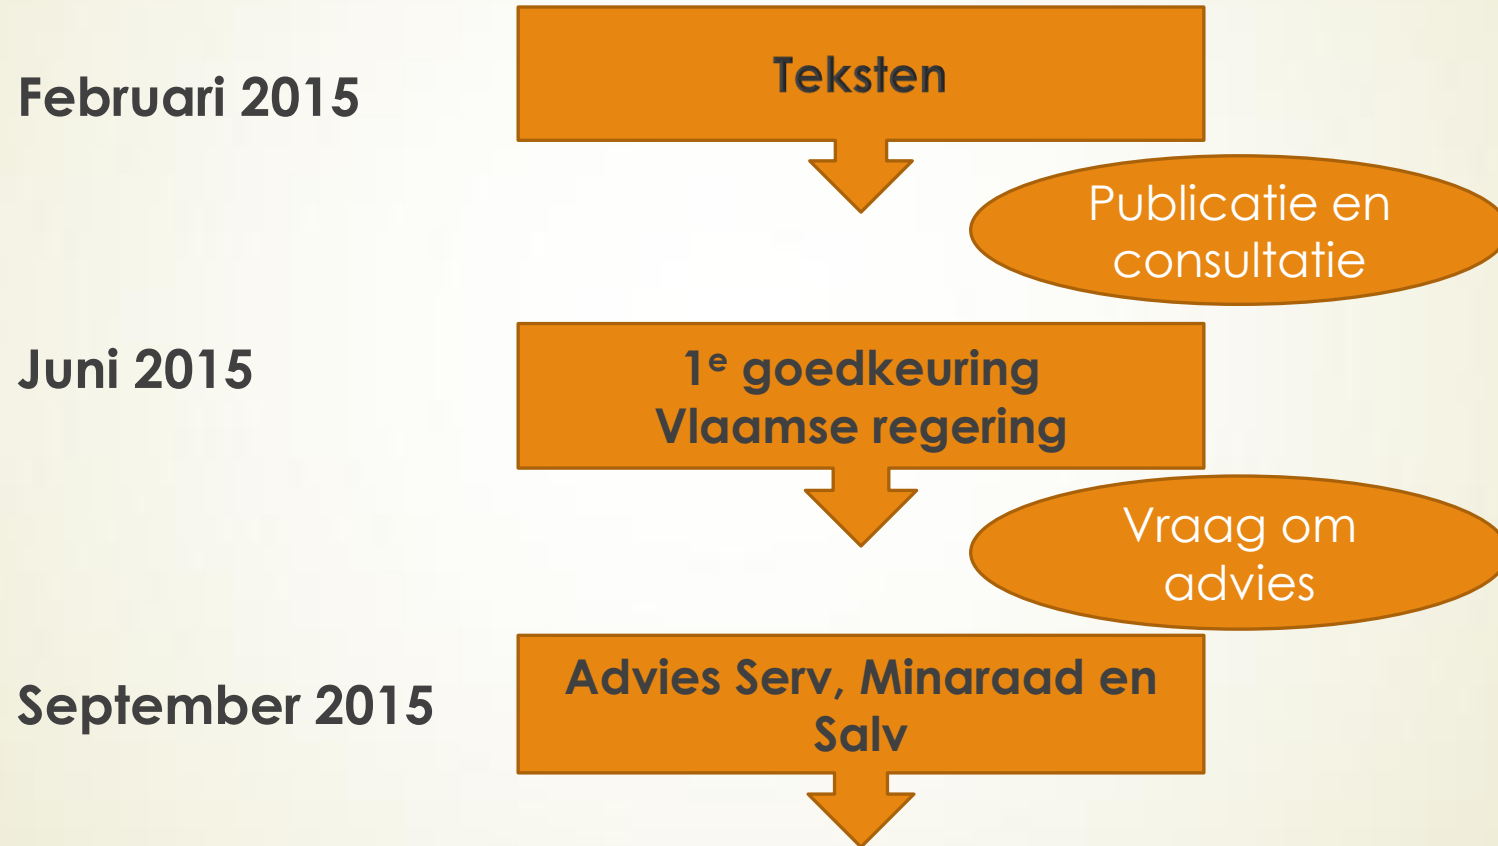 Februari 2015
Teksten
Publicatie en
consultatie
Juni 2015
1e goedkeuring
Vlaamse regering
Vraag om
advies
September 2015
Advies Serv, Minaraad en
Salv